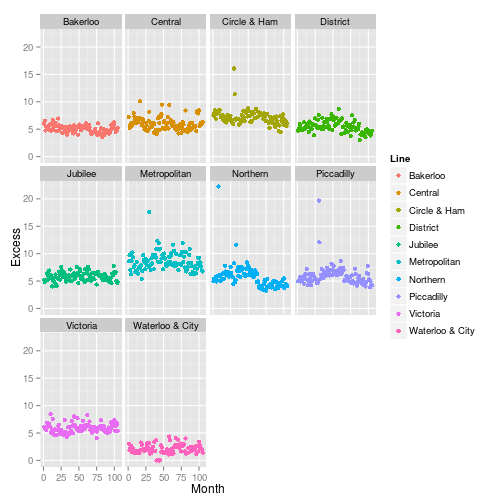 Bakerloo Central Circle & Ham District
20
15
10
5
0
Jubilee Metropolitan Northern Piccadilly
20
15
10
5
0
Victoria Waterloo & City
20
15
10
5
0
0 25 50 75 100 0 25 50 75 100
Month
Excess
Line
Bakerloo
Central
Circle & Ham
District
Jubilee
Metropolitan
Northern
Piccadilly
Victoria
Waterloo & City